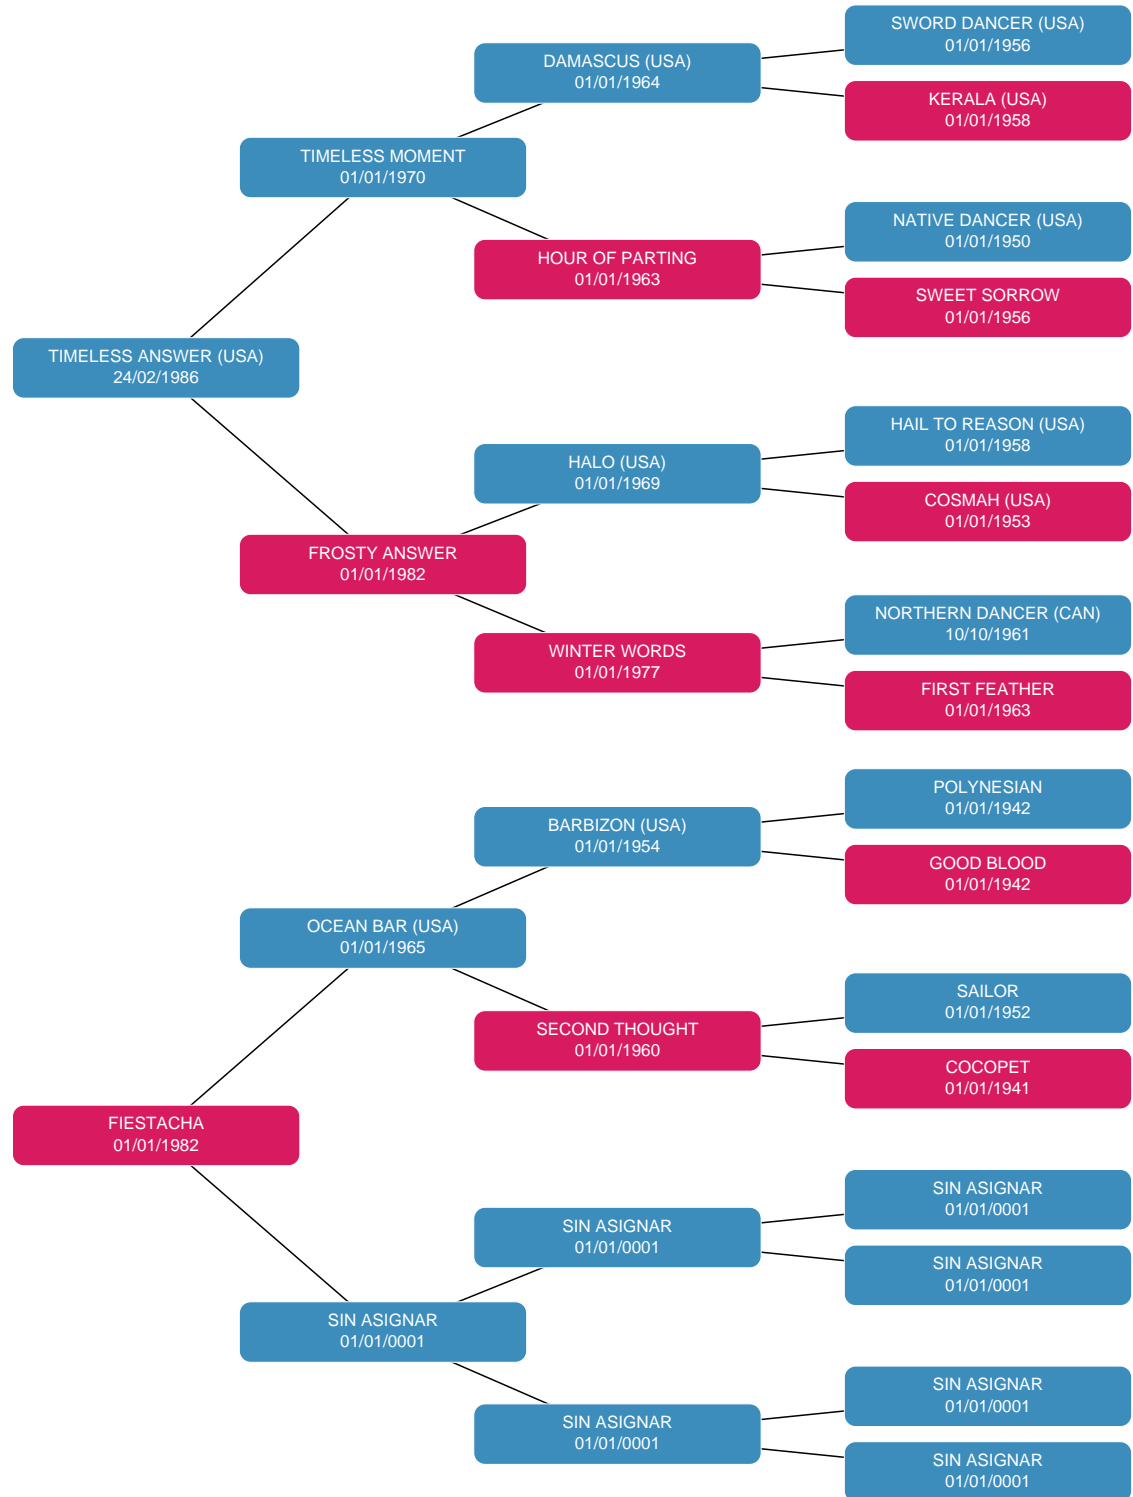 SWORD DANCER (USA)
01/01/1956
DAMASCUS (USA)
01/01/1964
KERALA (USA)
01/01/1958
TIMELESS MOMENT
01/01/1970
NATIVE DANCER (USA)
01/01/1950
HOUR OF PARTING
01/01/1963
SWEET SORROW
01/01/1956
TIMELESS ANSWER (USA)
24/02/1986
HAIL TO REASON (USA)
01/01/1958
HALO (USA)
01/01/1969
COSMAH (USA)
01/01/1953
FROSTY ANSWER
01/01/1982
NORTHERN DANCER (CAN)
10/10/1961
WINTER WORDS
01/01/1977
FIRST FEATHER
01/01/1963
POLYNESIAN
01/01/1942
BARBIZON (USA)
01/01/1954
GOOD BLOOD
01/01/1942
OCEAN BAR (USA)
01/01/1965
SAILOR
01/01/1952
SECOND THOUGHT
01/01/1960
COCOPET
01/01/1941
FIESTACHA
01/01/1982
SIN ASIGNAR
01/01/0001
SIN ASIGNAR
01/01/0001
SIN ASIGNAR
01/01/0001
SIN ASIGNAR
01/01/0001
SIN ASIGNAR
01/01/0001
SIN ASIGNAR
01/01/0001
SIN ASIGNAR
01/01/0001